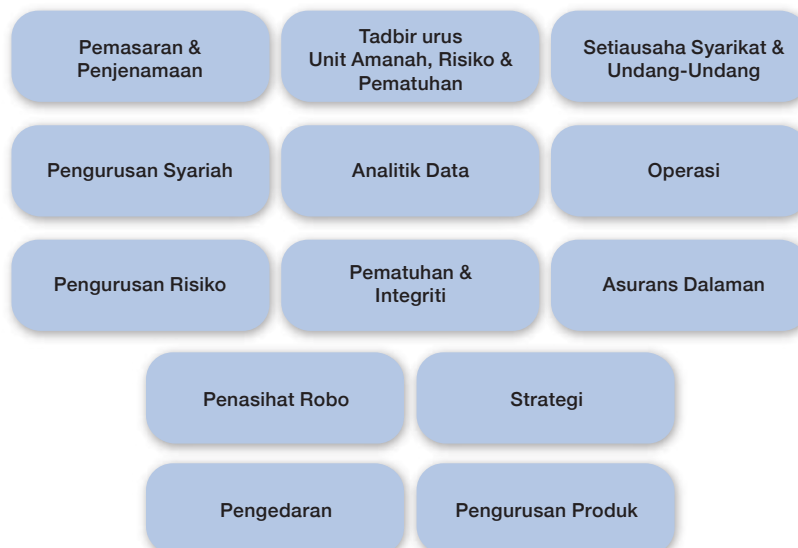 Pemasaran &
Penjenamaan
Tadbir urus
Unit Amanah, Risiko &
Pematuhan
Setiausaha Syarikat &
Undang-Undang
Pengurusan Syariah
Analitik Data
Operasi
Pengurusan Risiko
Pematuhan &
Integriti
Asurans Dalaman
Penasihat Robo
Strategi
Pengedaran
Pengurusan Produk